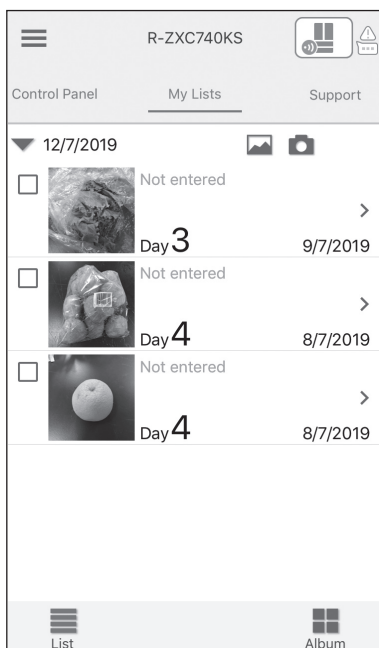 R-ZXC740KS
Control Panel My Lists Support
12/7/2019
Not entered
Day 3 9/7/2019
Not entered
Day 4 8/7/2019
Not entered
Day 4 8/7/2019
List Album